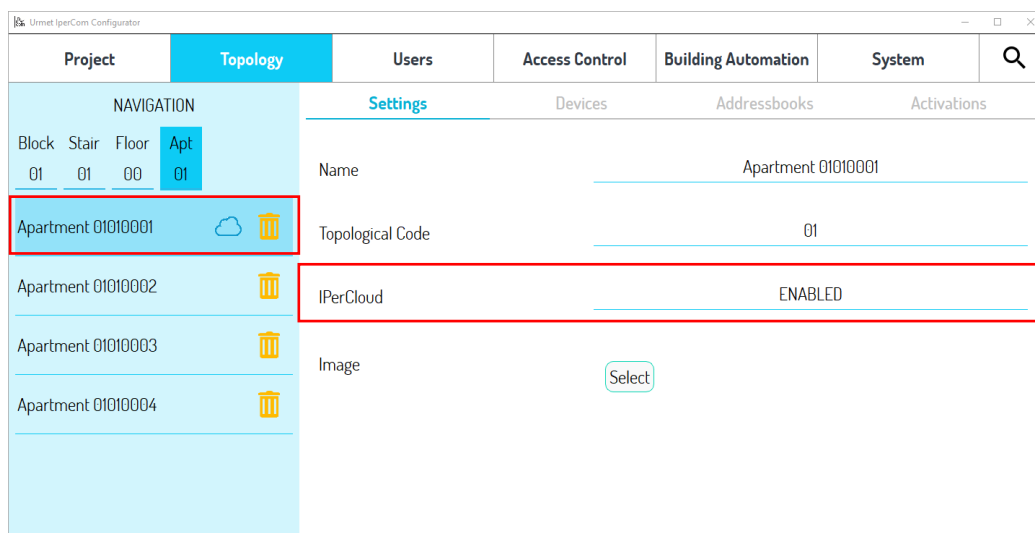 Urmet IperCom Configurator
Project Topology Users Access Control Building Automation System
NAVIGATION
Settings Devices Addressbooks Activations
Block Stair Floor Apt
01 01 00 01
Name Apartment 01010001
Apartment 01010001
Topological Code 01
Apartment 01010002
IPerCloud ENABLED
Apartment 01010003
Image Select
Apartment 01010004